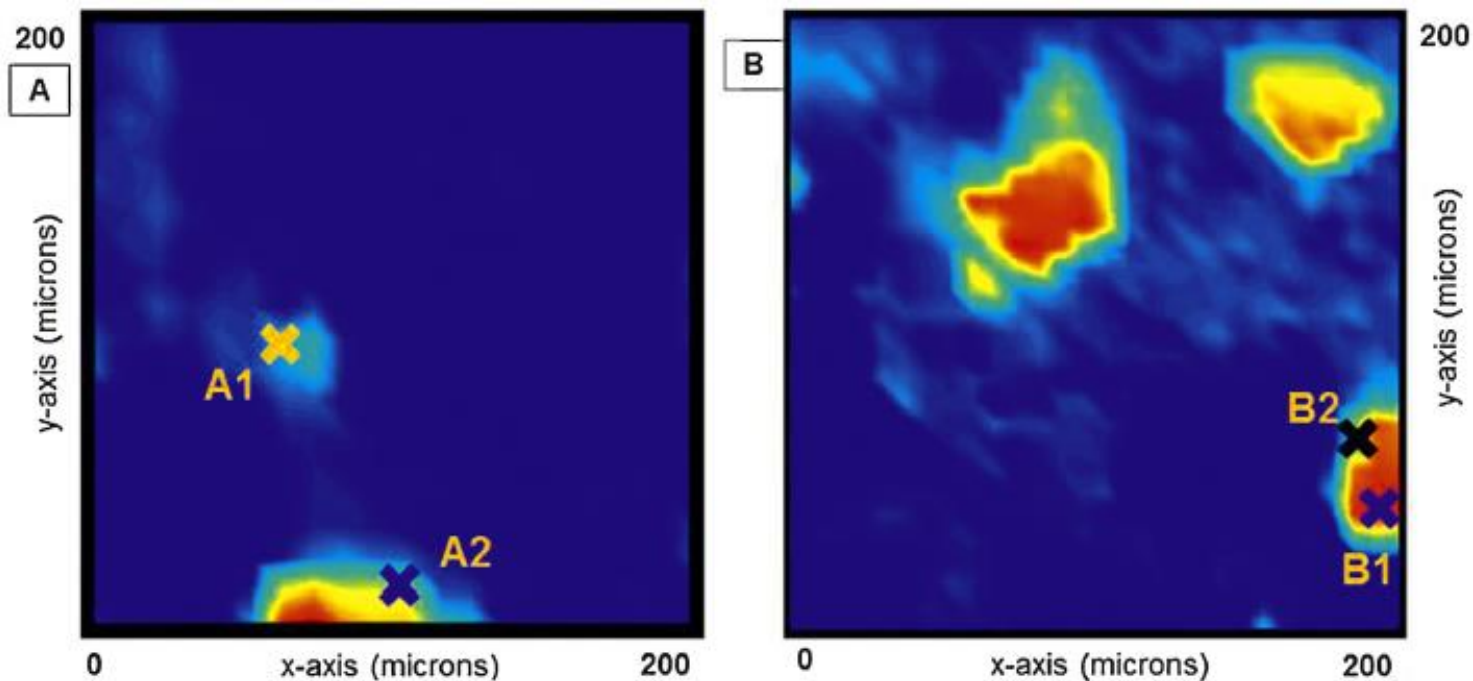 200
A
y-axis (microns)
A1
A2
0
x-axis (microns)
200
B
200
y-axis (microns)
B2
B1
0
x-axis (microns)
200